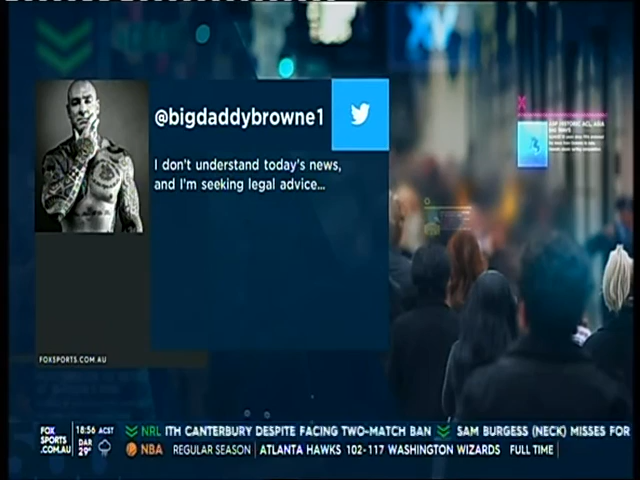 @bigdaddybrowne1
I don't understand today's news,
and I'm seeking legal advice...
FOXSPORTS.COM.AU
FOX
SPORTS
.COM.AU
18:56 ACST
DAR
29°
NRL ITH CANTERBURY DESPITE FACING TWO-MATCH BAN SAM BURGESS (NECK) MISSES FOR
NBA REGULAR SEASON ATLANTA HAWKS 102-117 WASHINGTON WIZARDS FULL TIME